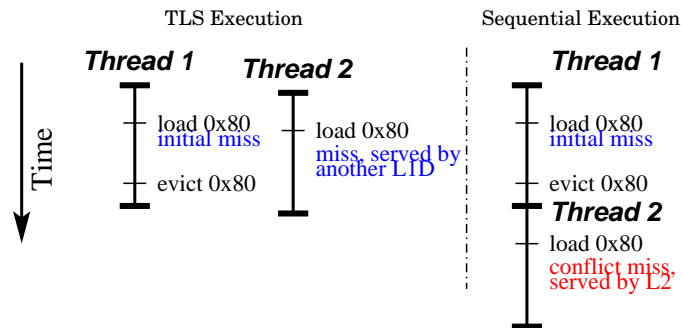 TLS Execution
Sequential Execution
Thread 1
Thread 2
Thread 1
Time
load 0x80
initial miss
evict 0x80
load 0x80
miss, served by
another L1D
load 0x80
initial miss
evict 0x80
Thread 2
load 0x80
conflict miss,
served by L2